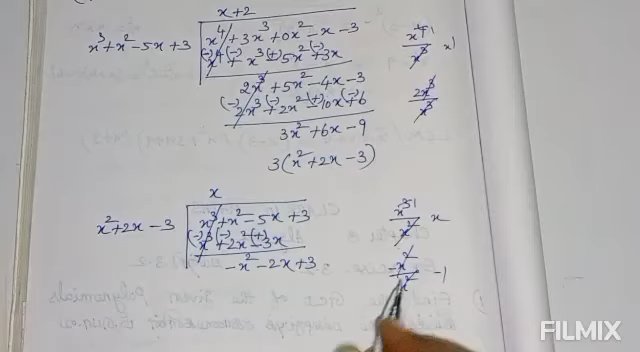 x + 2
x³ + x² - 5x + 3 | x⁴ + 3x³ + 0x² - x - 3
x⁴/x³ x
(-) x⁴ (-) + x³ (+) - 5x² (-) + 3x
2x³ + 5x² - 4x - 3
2x³/x³
(-) 2x³ (-) + 2x² (+) - 10x (-) + 6
3x² + 6x - 9
3(x² + 2x - 3)
x
x² + 2x - 3 | x³ + x² - 5x + 3
x³/x² x
(-) x³ (-) + 2x² (+) - 3x
- x² - 2x + 3
-x²/x² -1
FILMIX